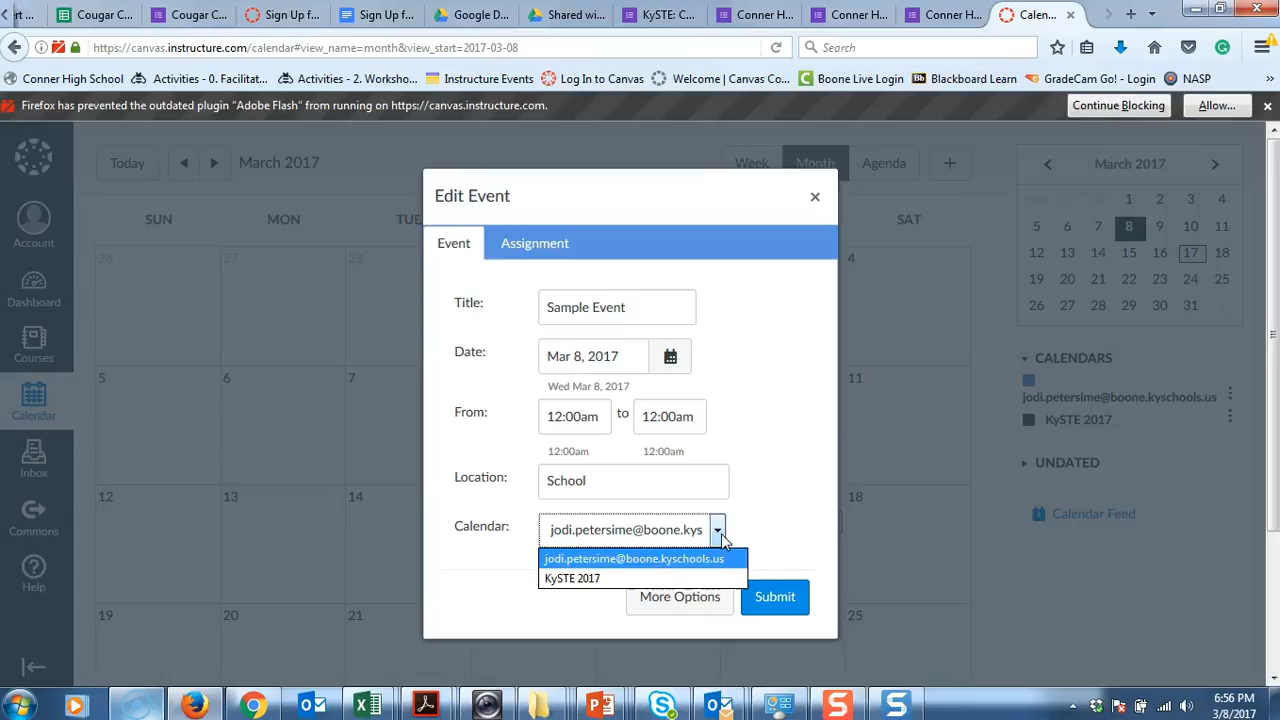 rt
Cougar C
Cougar C
Sign up f
Sign up f
Google D
Shared wi
KySTE: C
Conner H
Conner H
Conner H
Calen...
https://canvas.instructure.com/calendar#view_name=month&view_start=2017-03-08
Search
Conner High School
Activities - 0. Facilitat...
Activities - 2. Worksho...
Instructure Events
Log In to Canvas
Welcome | Canvas Co...
Boone Live Login
Blackboard Learn
GradeCam Go! - Login
NASP
Firefox has prevented the outdated plugin “Adobe Flash” from running on https://canvas.instructure.com.
Continue Blocking
Allow...
Account
Dashboard
Courses
Calendar
Inbox
Commons
Help
Today
March 2017
Week
Month
Agenda
SUN
MON
TUE
SAT
26
27
28
4
5
6
7
11
12
13
14
18
19
20
21
25
Edit Event
Event
Assignment
Title:
Sample Event
Date:
Mar 8, 2017
Wed Mar 8, 2017
From:
12:00am
to
12:00am
12:00am
12:00am
Location:
School
Calendar:
jodi.petersime@boone.kys
jodi.petersime@boone.kyschools.us
KySTE 2017
More Options
Submit
March 2017
1 2 3 4
5 6 7 8 9 10 11
12 13 14 15 16 17 18
19 20 21 22 23 24 25
26 27 28 29 30 31
CALENDARS
jodi.petersime@boone.kyschools.us
KySTE 2017
UNDATED
Calendar Feed
6:56 PM
3/8/2017